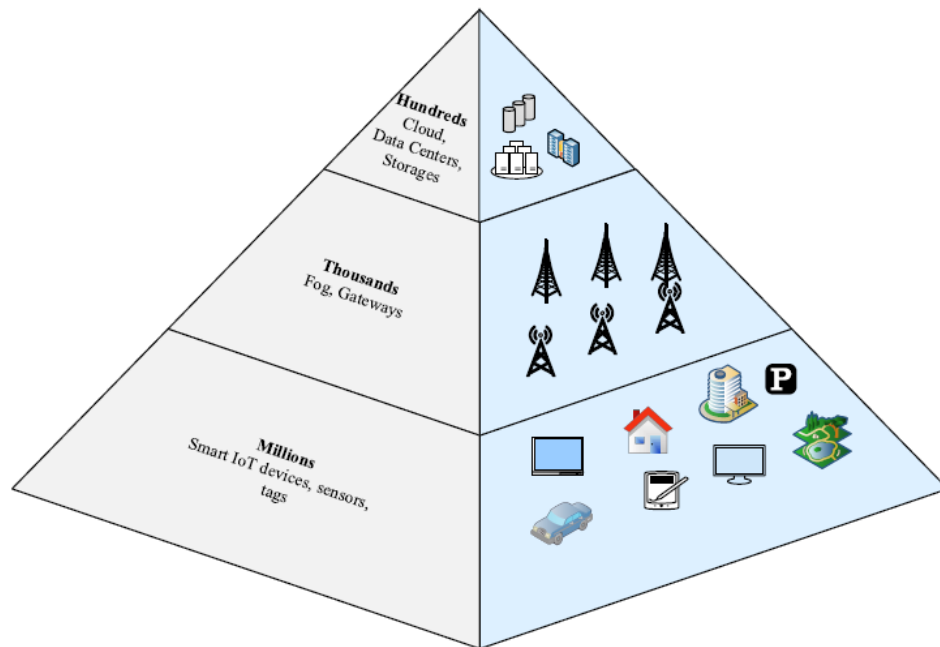 Hundreds
Cloud,
Data Centers,
Storages
Thousands
Fog, Gateways
P
Millions
Smart IoT devices, sensors,
tags